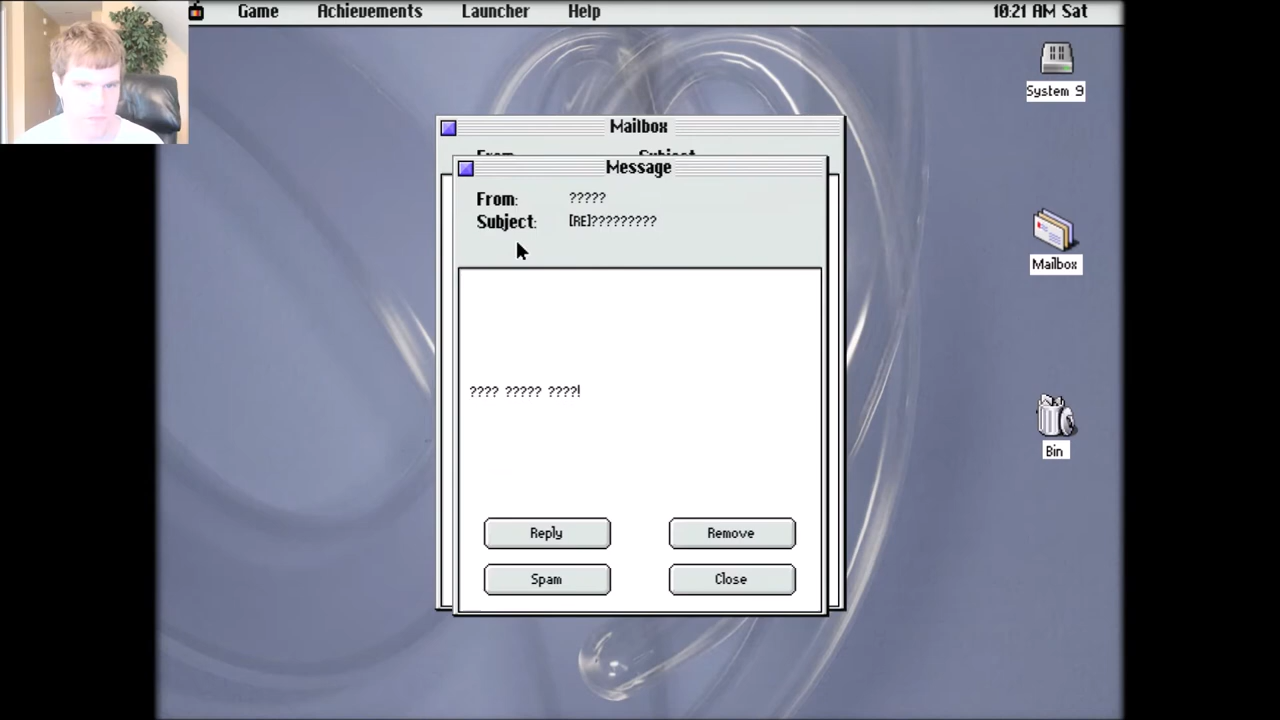 Game Achievements Launcher Help 10:21 AM Sat
System 9
Mailbox
Message
From: ?????
Subject: [RE]?????????
Mailbox
???? ????? ????!
Bin
Reply Remove
Spam Close